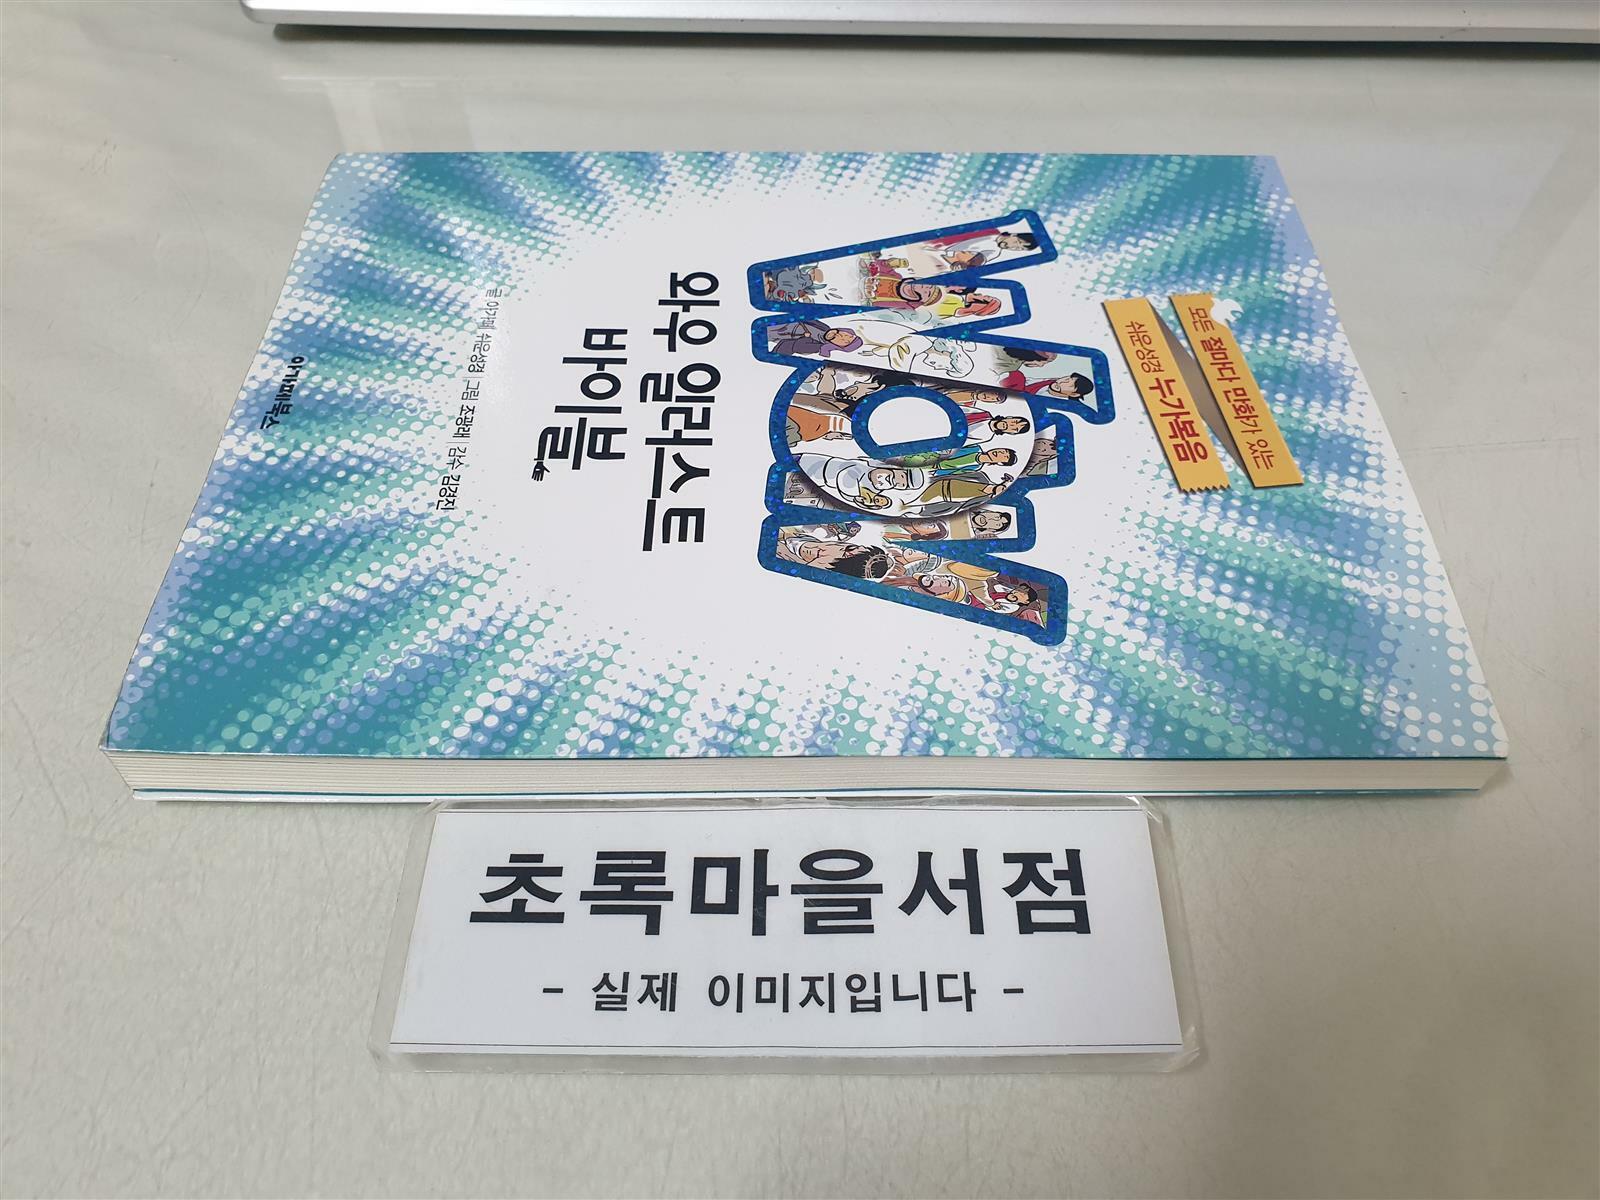 모든 절마다 만화가 있는
쉬운성경 누가복음
WOW
와우 일러스트
바이블
글 아가페 쉬운성경 | 그림 조광래 | 감수 김경진
아가페북스
초록마을서점
- 실제 이미지입니다 -